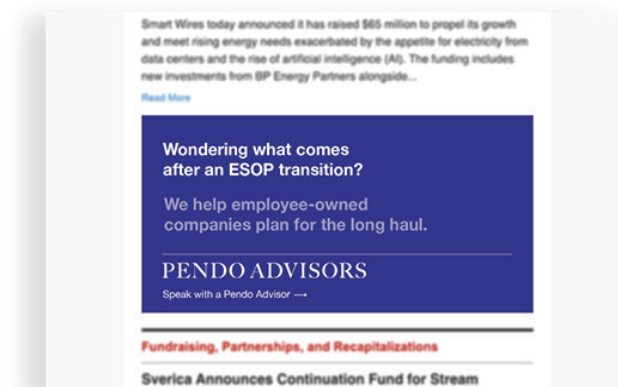 Smart Wires today announced it has raised $65 million to propel its growth
and meet rising energy needs exacerbated by the appetite for electricity from
data centers and the rise of artificial intelligence (AI). The funding includes
new investments from BP Energy Partners alongside...
Read More
Wondering what comes
after an ESOP transition?
We help employee-owned
companies plan for the long haul.
PENDO ADVISORS
Speak with a Pendo Advisor →
Fundraising, Partnerships, and Recapitalizations
Sverica Announces Continuation Fund for Stream